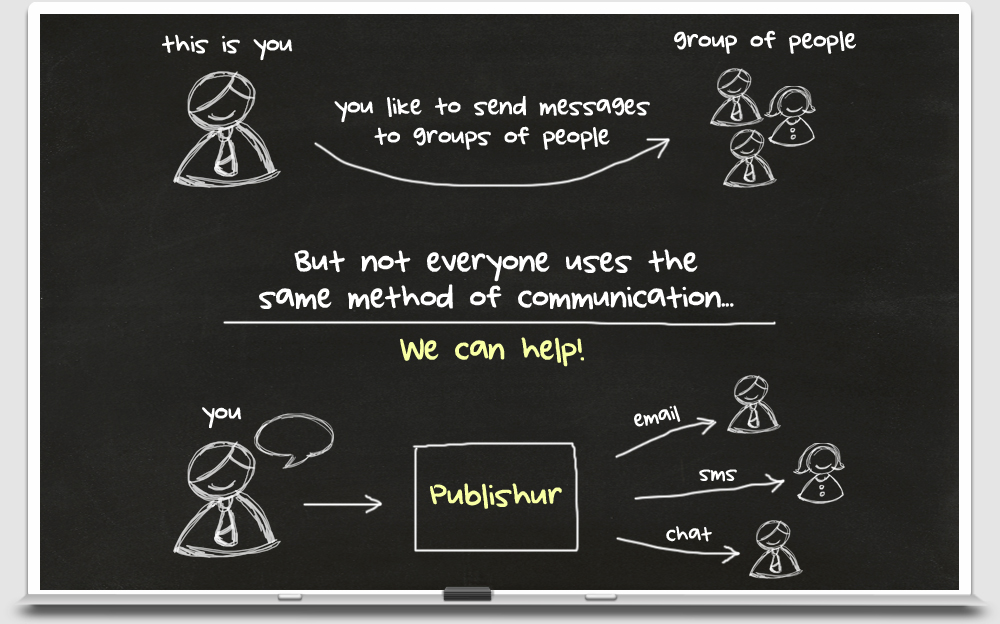 this is you
group of people
you like to send messages
to groups of people
But not everyone uses the
same method of communication...
We can help!
you
email
Publishur
sms
chat